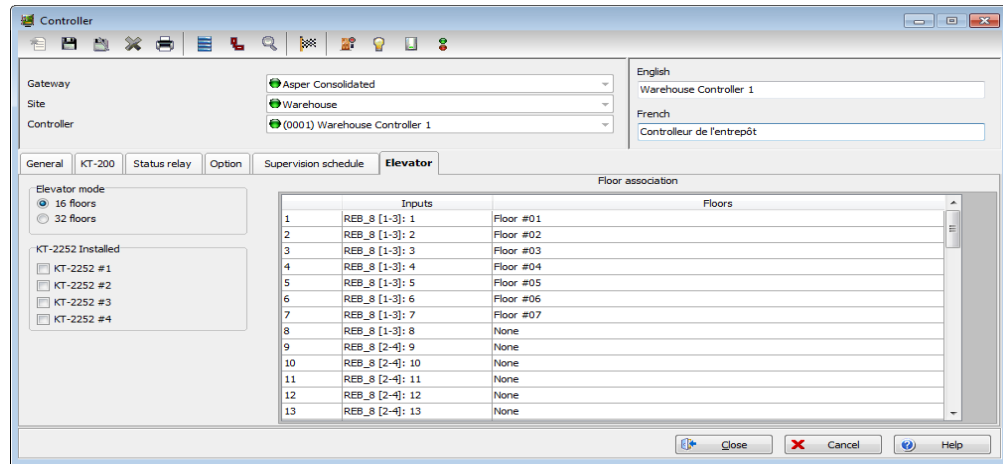 Controller
English
Gateway Asper Consolidated Warehouse Controller 1
Site Warehouse
French
Controller (0001) Warehouse Controller 1 Controlleur de l'entrepôt
General KT-200 Status relay Option Supervision schedule Elevator
Floor association
Elevator mode
16 floors
32 floors
KT-2252 Installed
KT-2252 #1
KT-2252 #2
KT-2252 #3
KT-2252 #4
Inputs Floors
1 REB_8 [1-3]: 1 Floor #01
2 REB_8 [1-3]: 2 Floor #02
3 REB_8 [1-3]: 3 Floor #03
4 REB_8 [1-3]: 4 Floor #04
5 REB_8 [1-3]: 5 Floor #05
6 REB_8 [1-3]: 6 Floor #06
7 REB_8 [1-3]: 7 Floor #07
8 REB_8 [1-3]: 8 None
9 REB_8 [2-4]: 9 None
10 REB_8 [2-4]: 10 None
11 REB_8 [2-4]: 11 None
12 REB_8 [2-4]: 12 None
13 REB_8 [2-4]: 13 None
Close Cancel Help